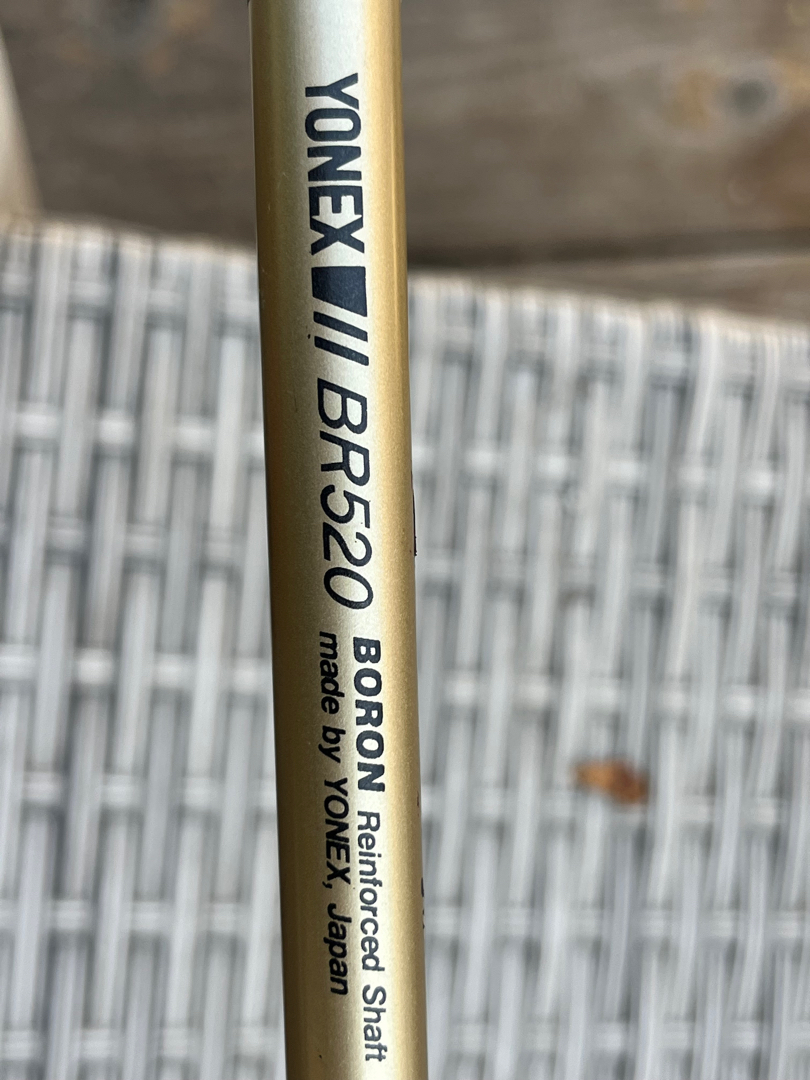 YONEX BR520
BORON Reinforced Shaft
made by YONEX, Japan